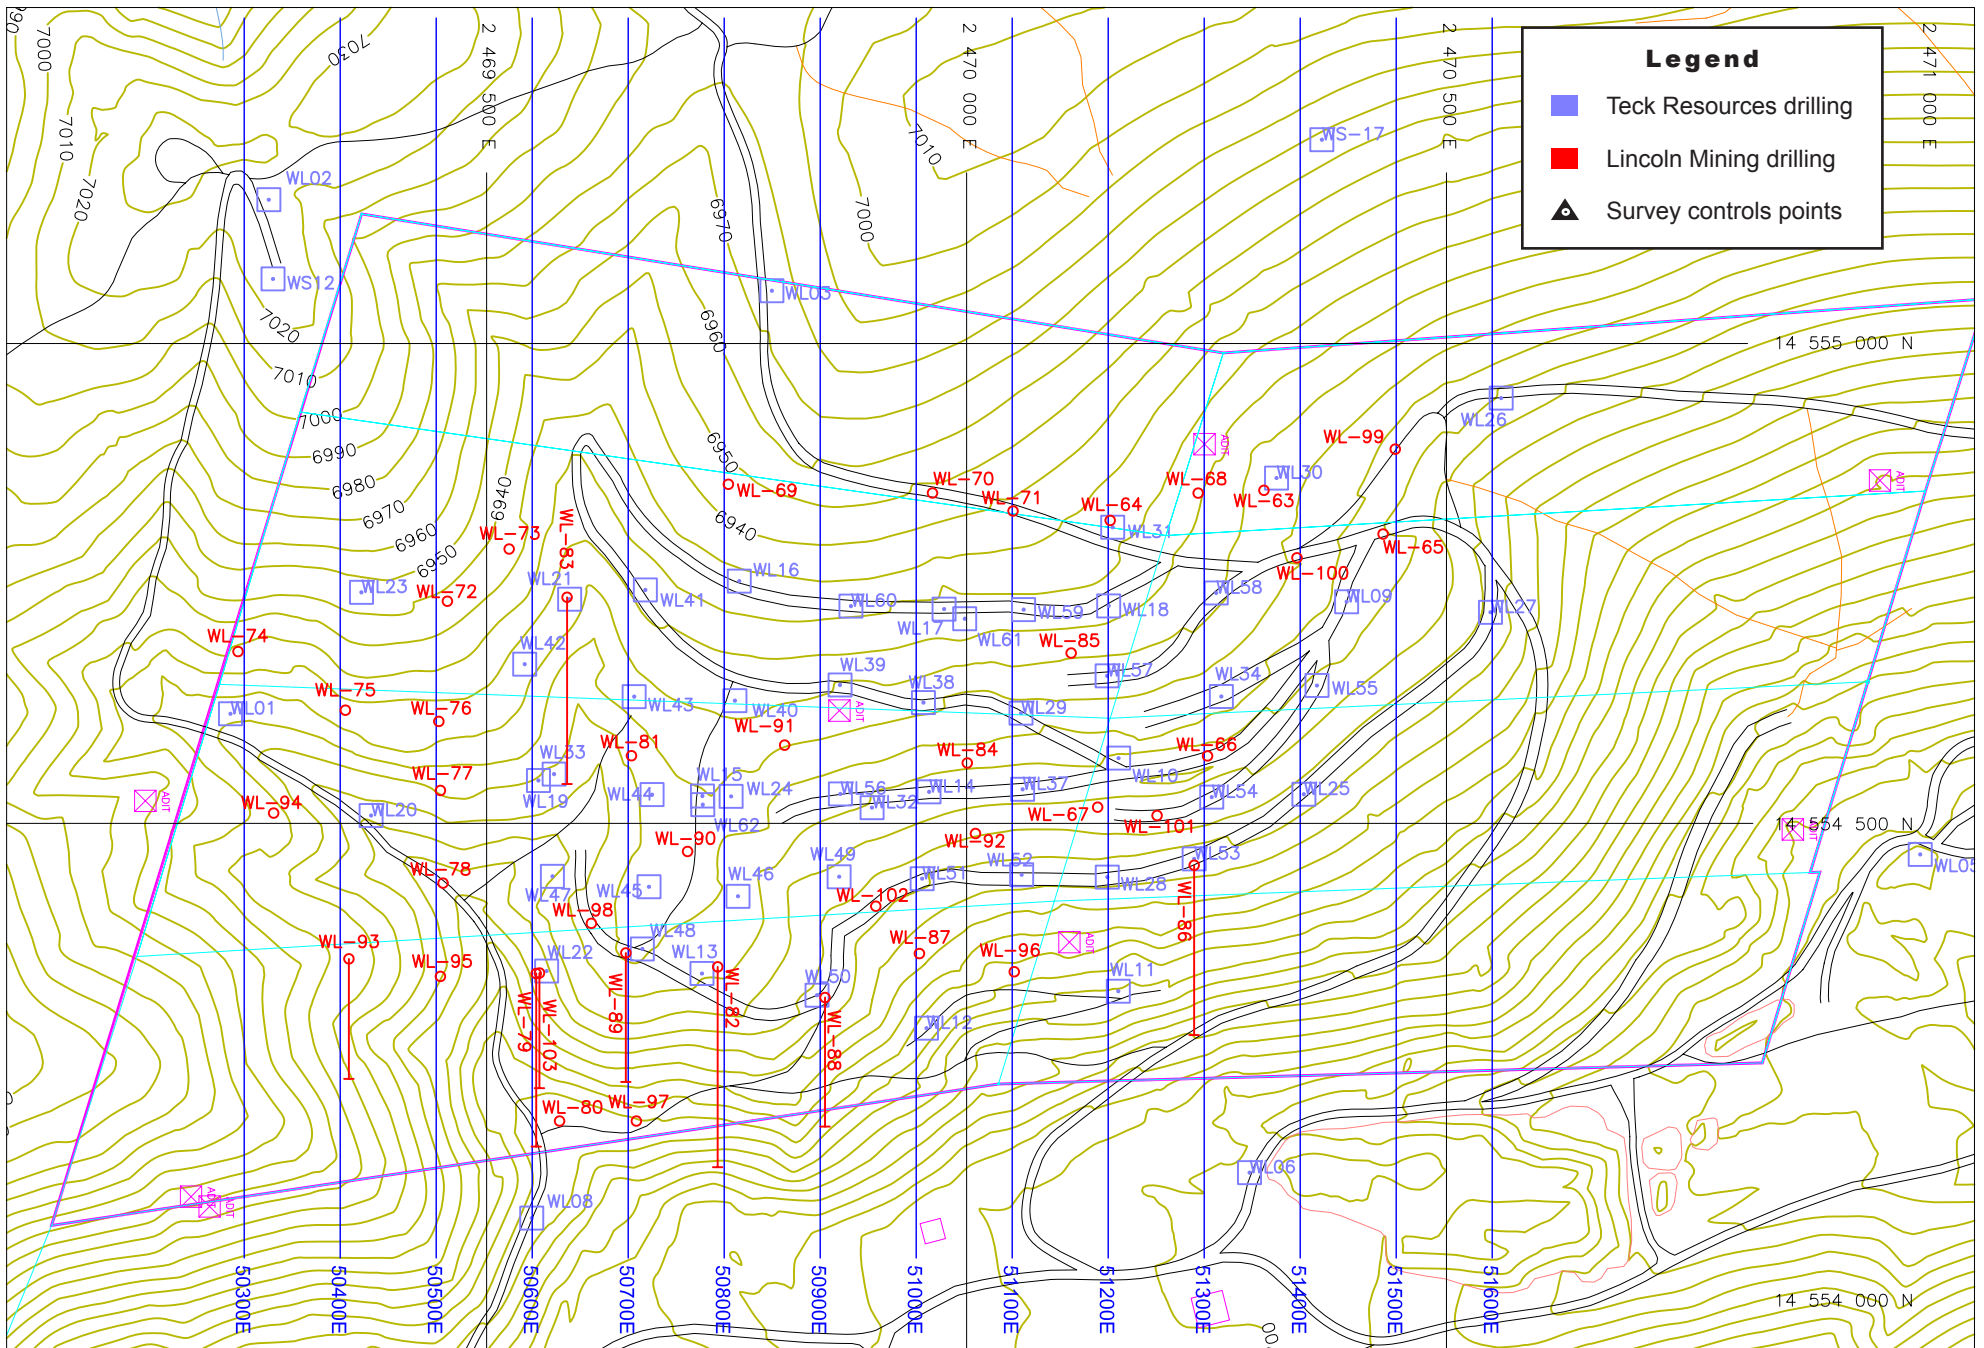 Legend
Teck Resources drilling
Lincoln Mining drilling
Survey controls points
7000
7030
2 469 500 E
2 470 000 E
2 470 500 E
2 471 000 E
7010
7020
WL02
WS12
7020
7010
7000
6990
6980
6970
6960
6950
6940
6970
6960
6950
6940
7010
7000
WS-17
WL03
14 555 000 N
WL26
WL-99
ADIT
ADIT
WL30
WL-63
WL-68
WL-64
WL31
WL-71
WL-70
WL-69
WL-73
WL-83
WL-65
WL-100
WL23
WL-72
WL21
WL41
WL16
WL60
WL17
WL61
WL59
WL18
WL58
WL09
WL27
WL-74
WL42
WL-85
WL39
WL38
WL57
WL34
WL55
WL01
WL-75
WL-76
WL43
WL40
ADIT
WL29
WL-91
WL-81
WL-84
WL10
WL-66
WL33
WL19
WL-77
WL44
WL15
WL24
WL62
WL56
WL32
WL14
WL37
WL-67
WL-101
WL54
WL25
ADIT
WL-94
WL20
14 554 500 N
ADIT
WL05
WL-90
WL-92
WL-78
WL47
WL45
WL46
WL49
WL51
WL52
WL28
WL53
WL-86
WL-102
WL-98
WL-93
WL-95
WL22
WL48
WL13
WL50
WL-87
WL-96
ADIT
WL11
WL12
WL-79
WL-103
WL-89
WL-82
WL-88
WL-80
WL-97
WL06
WL08
ADIT
ADIT
14 554 000 N
50300E
50400E
50500E
50600E
50700E
50800E
50900E
51000E
51100E
51200E
51300E
51400E
51500E
51600E